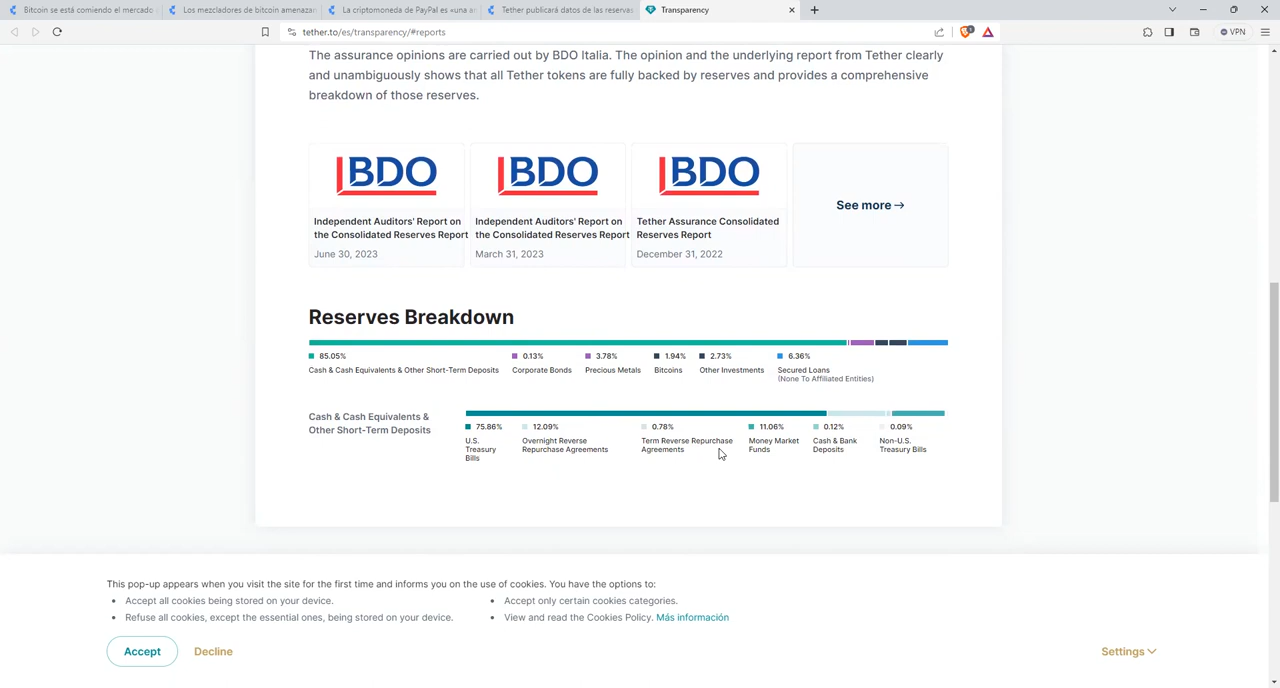 Bitcoin se está comiendo el mercado
Los mezcladores de bitcoin amenazan
La criptomoneda de PayPal es «una
Tether publicará datos de las reservas
Transparency
tether.to/es/transparency/#reports
VPN
The assurance opinions are carried out by BDO Italia. The opinion and the underlying report from Tether clearly
and unambiguously shows that all Tether tokens are fully backed by reserves and provides a comprehensive
breakdown of those reserves.
BDO
BDO
BDO
Independent Auditors' Report on
the Consolidated Reserves Report
June 30, 2023
Independent Auditors' Report on
the Consolidated Reserves Report
March 31, 2023
Tether Assurance Consolidated
Reserves Report
December 31, 2022
See more →
Reserves Breakdown
85.05%
Cash & Cash Equivalents & Other Short-Term Deposits
0.13%
Corporate Bonds
3.78%
Precious Metals
1.94%
Bitcoins
2.73%
Other Investments
6.36%
Secured Loans
(None To Affiliated Entities)
Cash & Cash Equivalents &
Other Short-Term Deposits
75.86%
U.S.
Treasury
Bills
12.09%
Overnight Reverse
Repurchase Agreements
0.78%
Term Reverse Repurchase
Agreements
11.06%
Money Market
Funds
0.12%
Cash & Bank
Deposits
0.09%
Non-U.S.
Treasury Bills
This pop-up appears when you visit the site for the first time and informs you on the use of cookies. You have the options to:
• Accept all cookies being stored on your device.
• Refuse all cookies, except the essential ones, being stored on your device.
• Accept only certain cookies categories.
• View and read the Cookies Policy. Más información
Accept
Decline
Settings